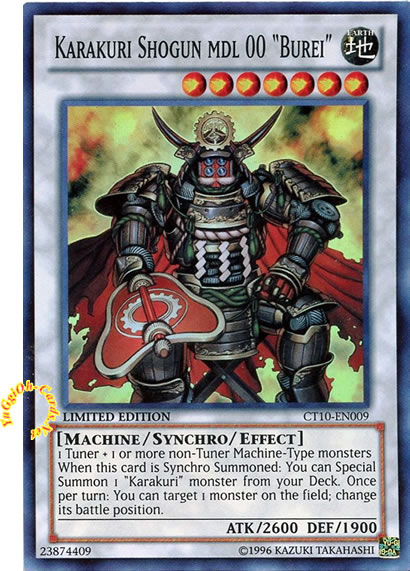 KARAKURI SHOGUN MDL 00 "BUREI"
EARTH
地
LIMITED EDITION
CT10-EN009
YuGgiOh-Cards.Net
[MACHINE/SYNCHRO/EFFECT]
1 Tuner + 1 or more non-Tuner Machine-Type monsters
When this card is Synchro Summoned: You can Special
Summon 1 "Karakuri" monster from your Deck. Once
per turn: You can target 1 monster on the field; change
its battle position.
ATK/2600 DEF/1900
23874409
©1996 KAZUKI TAKAHASHI